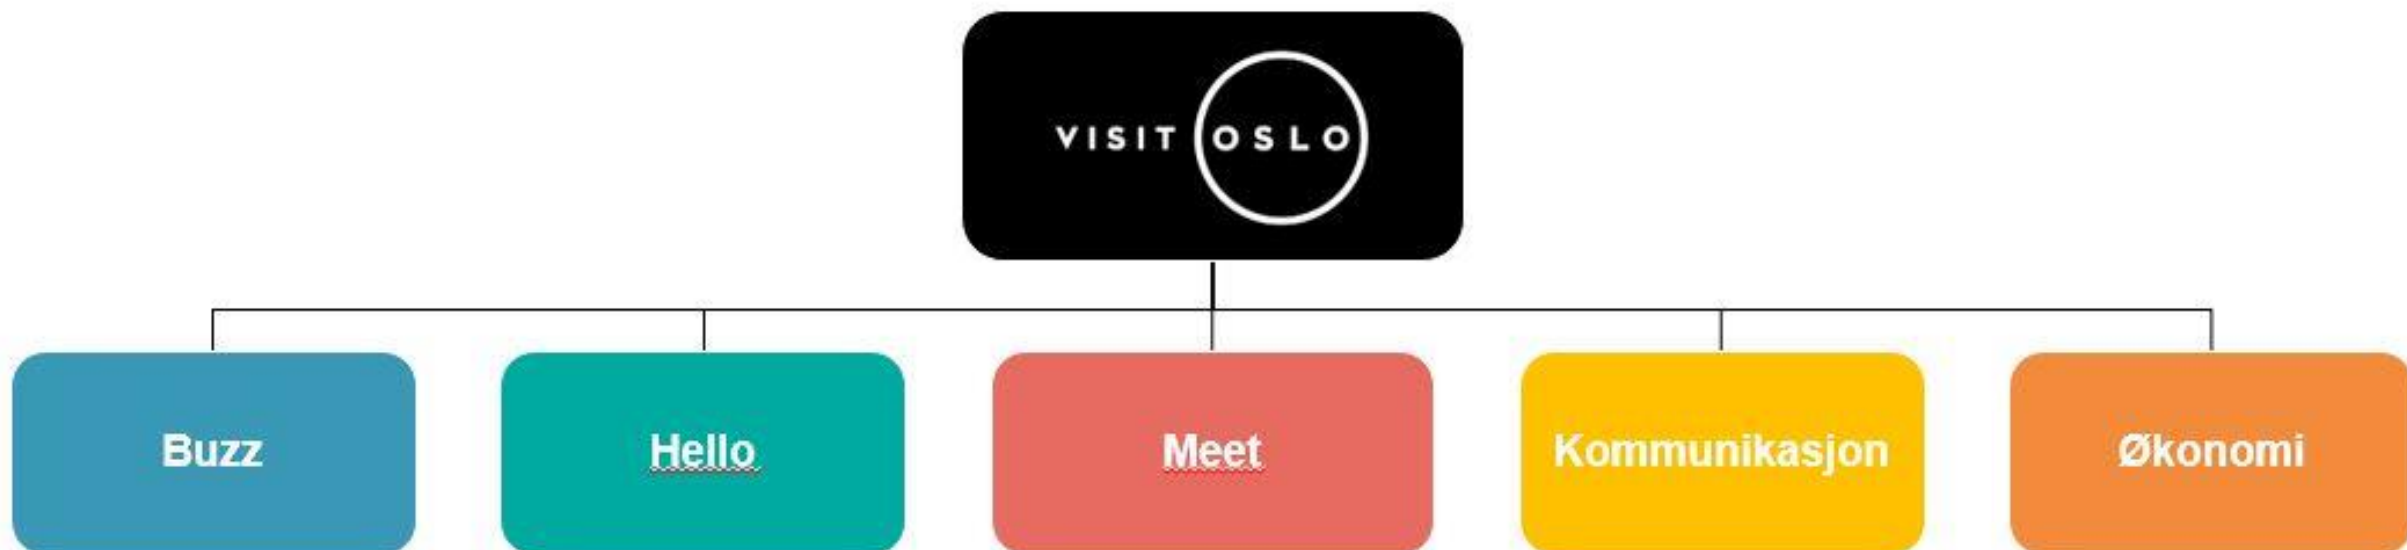 VISIT OSLO
Buzz
Hello
Meet
Kommunikasjon
Økonomi